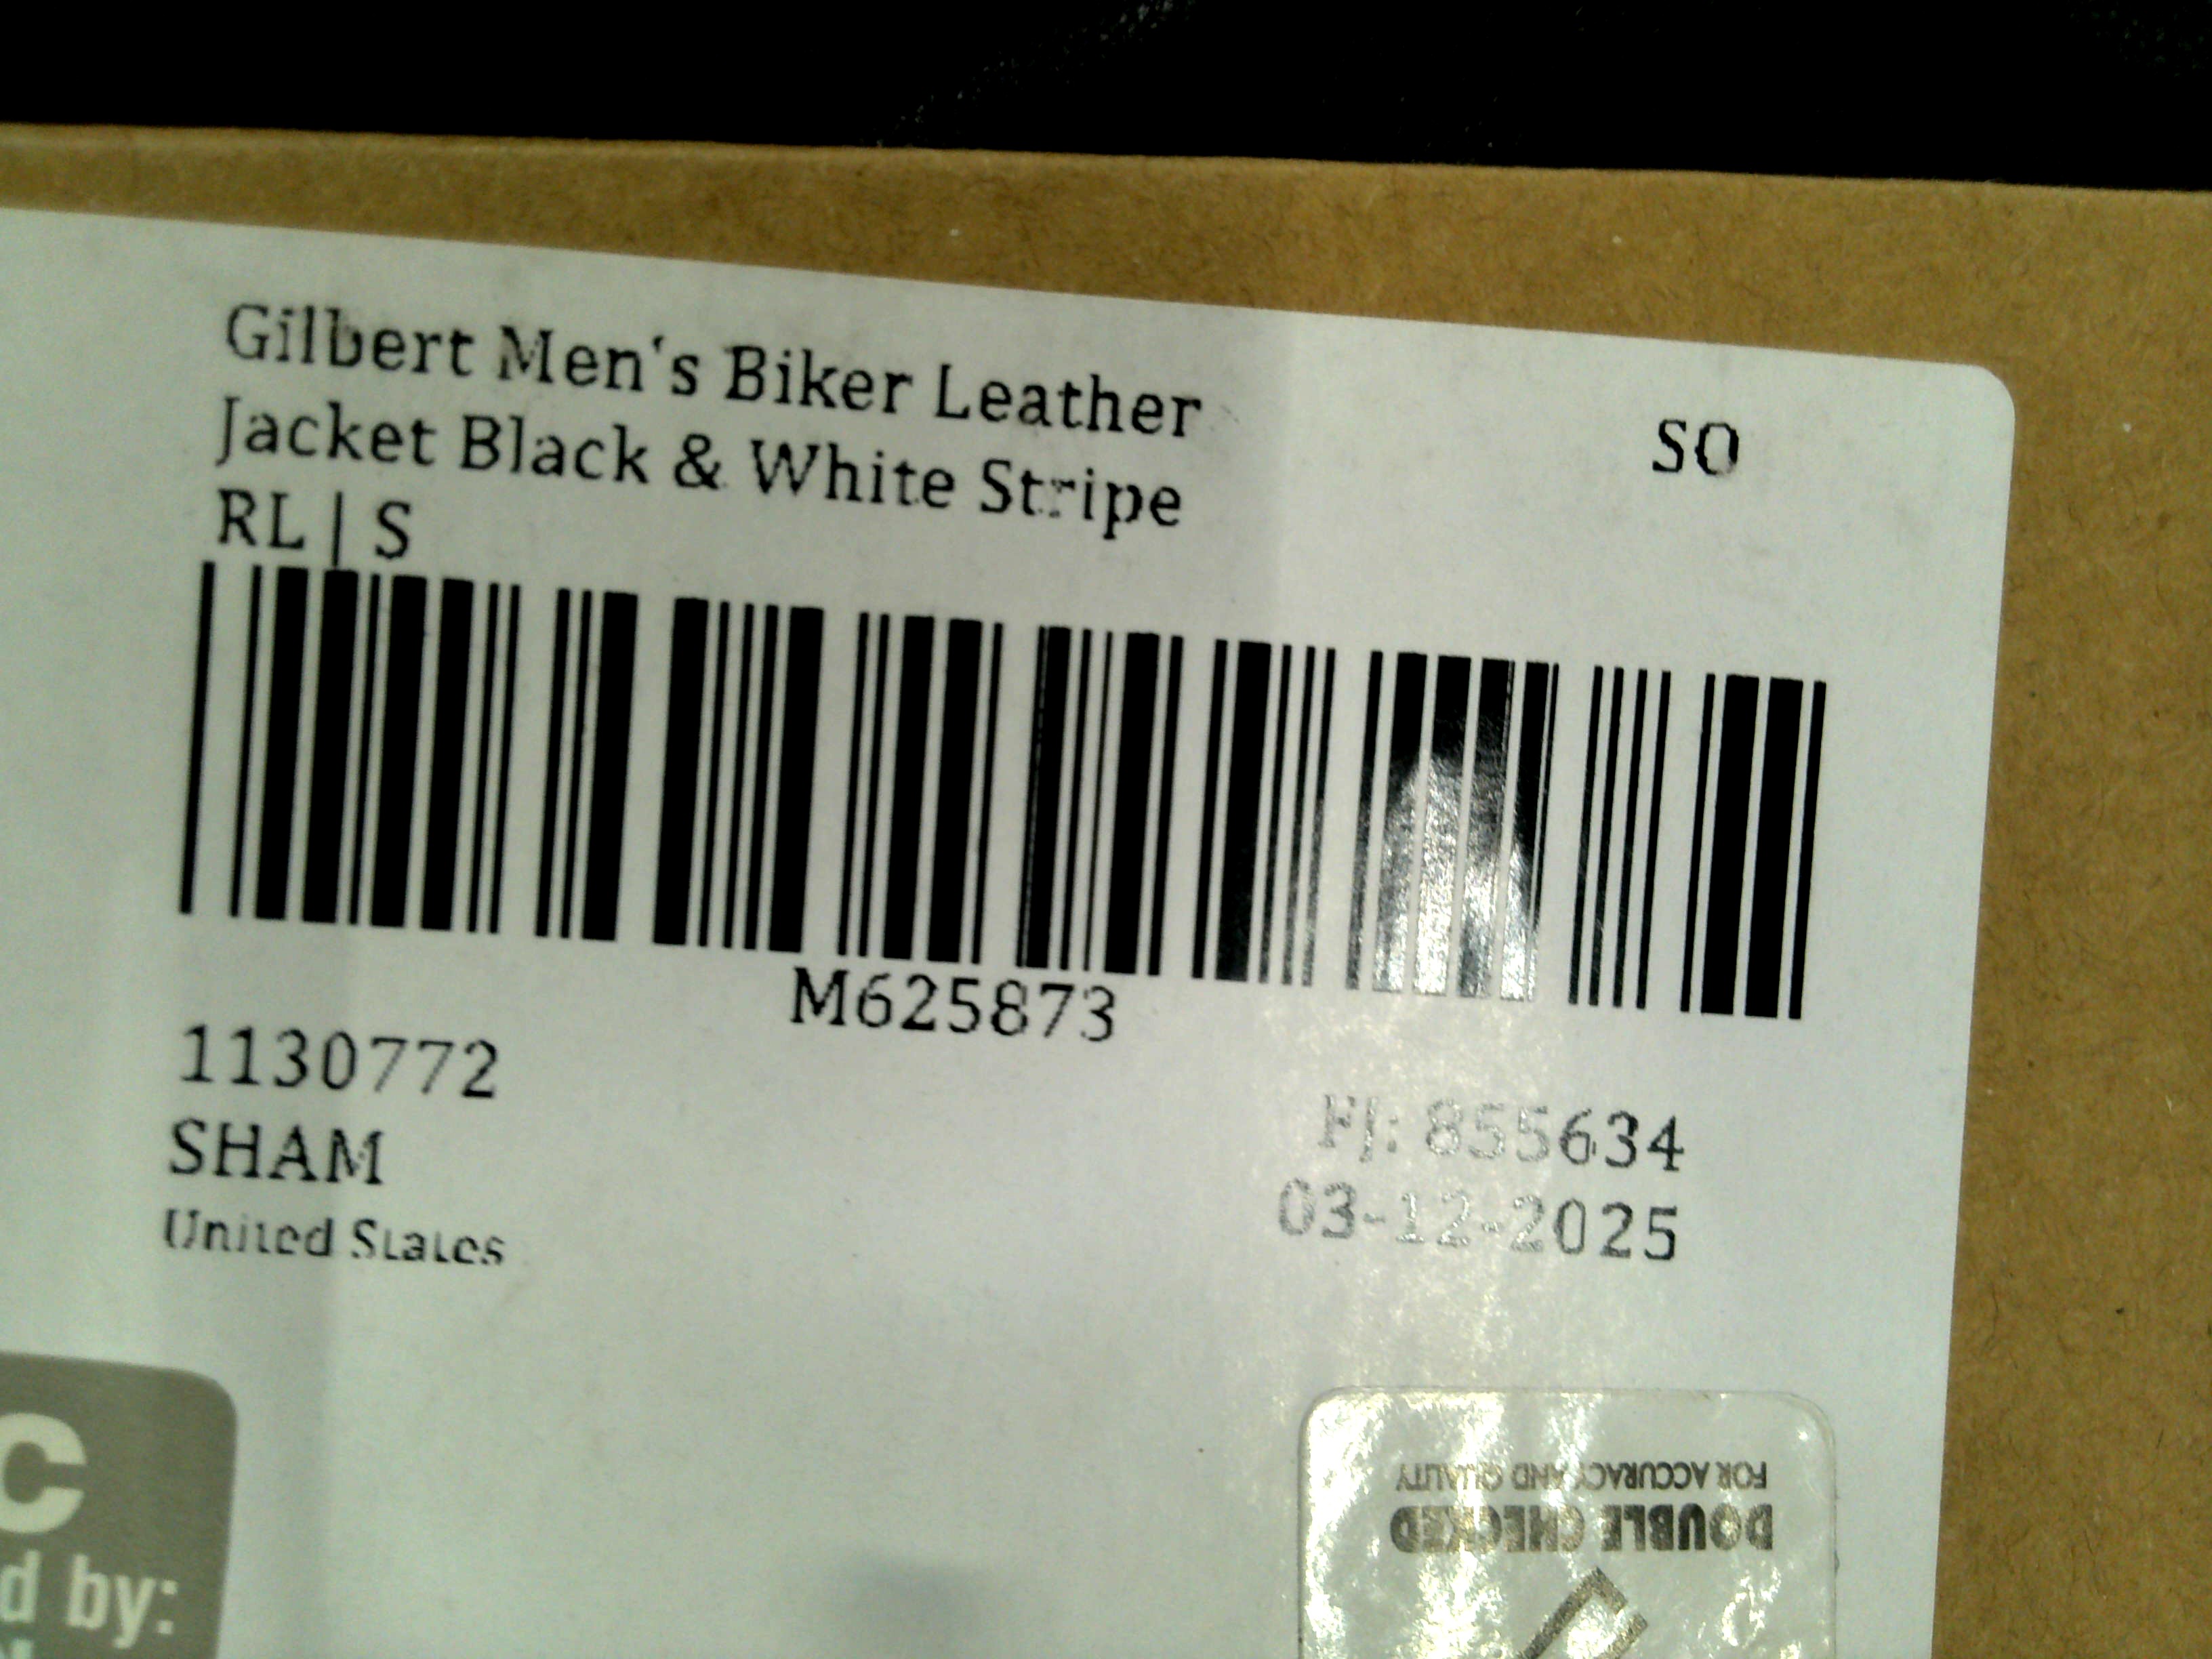 Gilbert Men's Biker Leather
Jacket Black & White Stripe
RL | S
SO
M625873
1130772
SHAM
United States
FJ: 855634
03-12-2025
C
d by:
DOUBLE CHECKED
FOR ACCURACY AND QUALITY